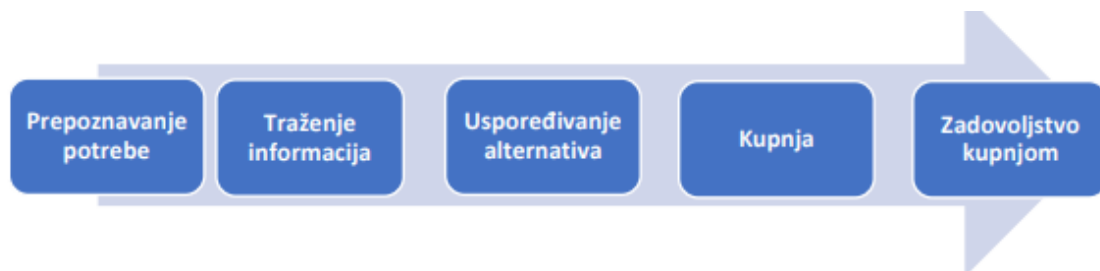 Prepoznavanje
potrebe
Traženje
informacija
Uspoređivanje
alternativa
Kupnja
Zadovoljstvo
kupnjom